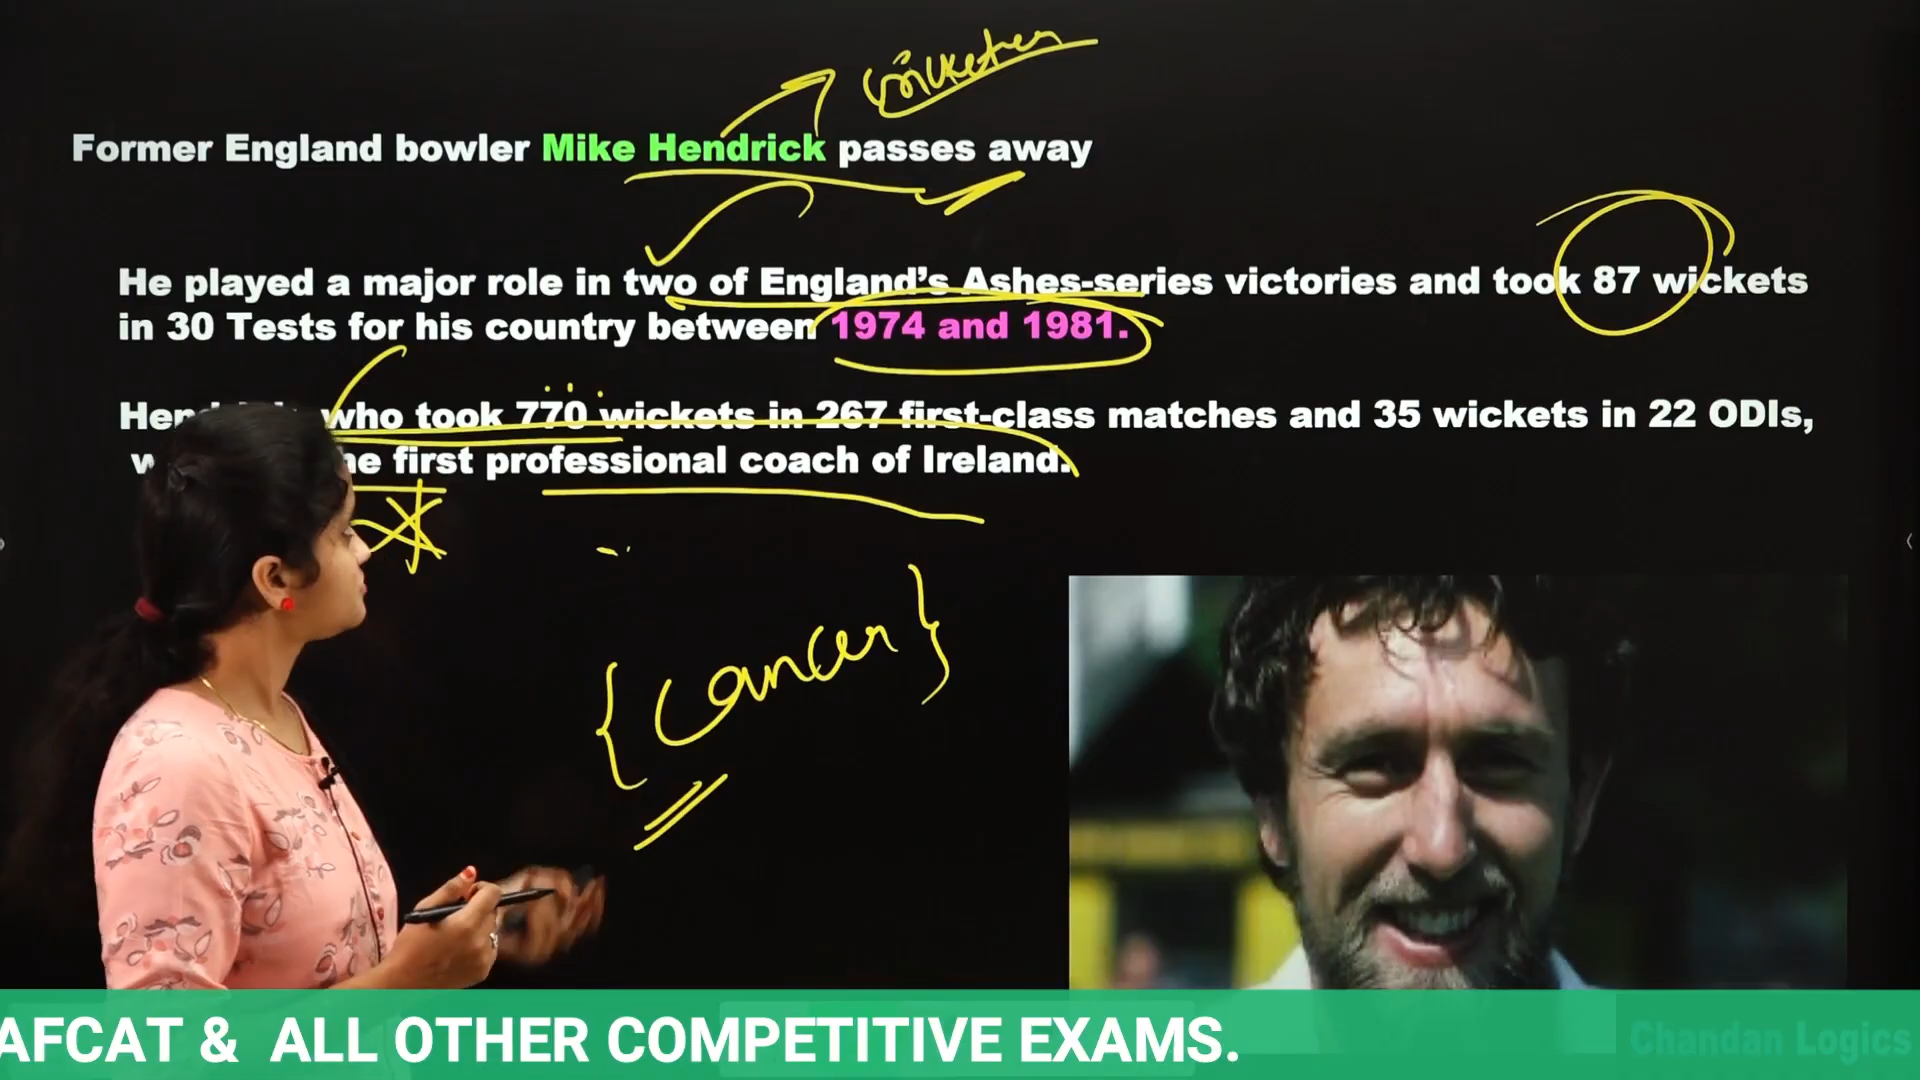 cricketer
Former England bowler Mike Hendrick passes away
He played a major role in two of England's Ashes-series victories and took 87 wickets
in 30 Tests for his country between 1974 and 1981.
who took 770 wickets in 267 first-class matches and 35 wickets in 22 ODIs,
first professional coach of Ireland.
{cancer}
AFCAT & ALL OTHER COMPETITIVE EXAMS.
Chandan Logics